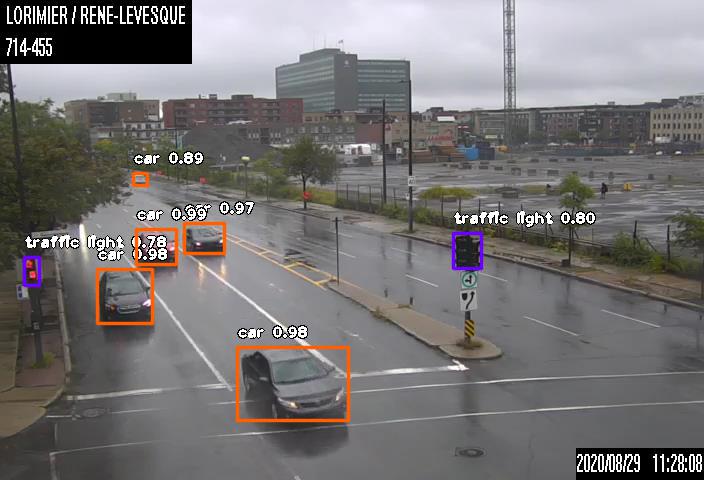 LORIMIER / RENE-LEVESQUE
714-455
car 0.89
car 0.99
car 0.97
traffic light 0.80
traffic light 0.78
car 0.98
car 0.98
2020/08/29 11:28:08